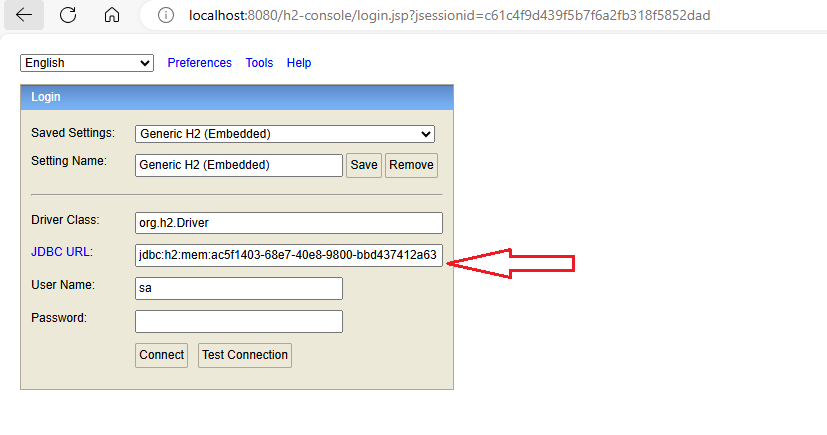 localhost:8080/h2-console/login.jsp?jsessionid=c61c4f9d439f5b7f6a2fb318f5852dad
English Preferences Tools Help
Login
Saved Settings: Generic H2 (Embedded)
Setting Name: Generic H2 (Embedded) Save Remove
Driver Class: org.h2.Driver
JDBC URL: jdbc:h2:mem:ac5f1403-68e7-40e8-9800-bbd437412a63
User Name: sa
Password:
Connect Test Connection